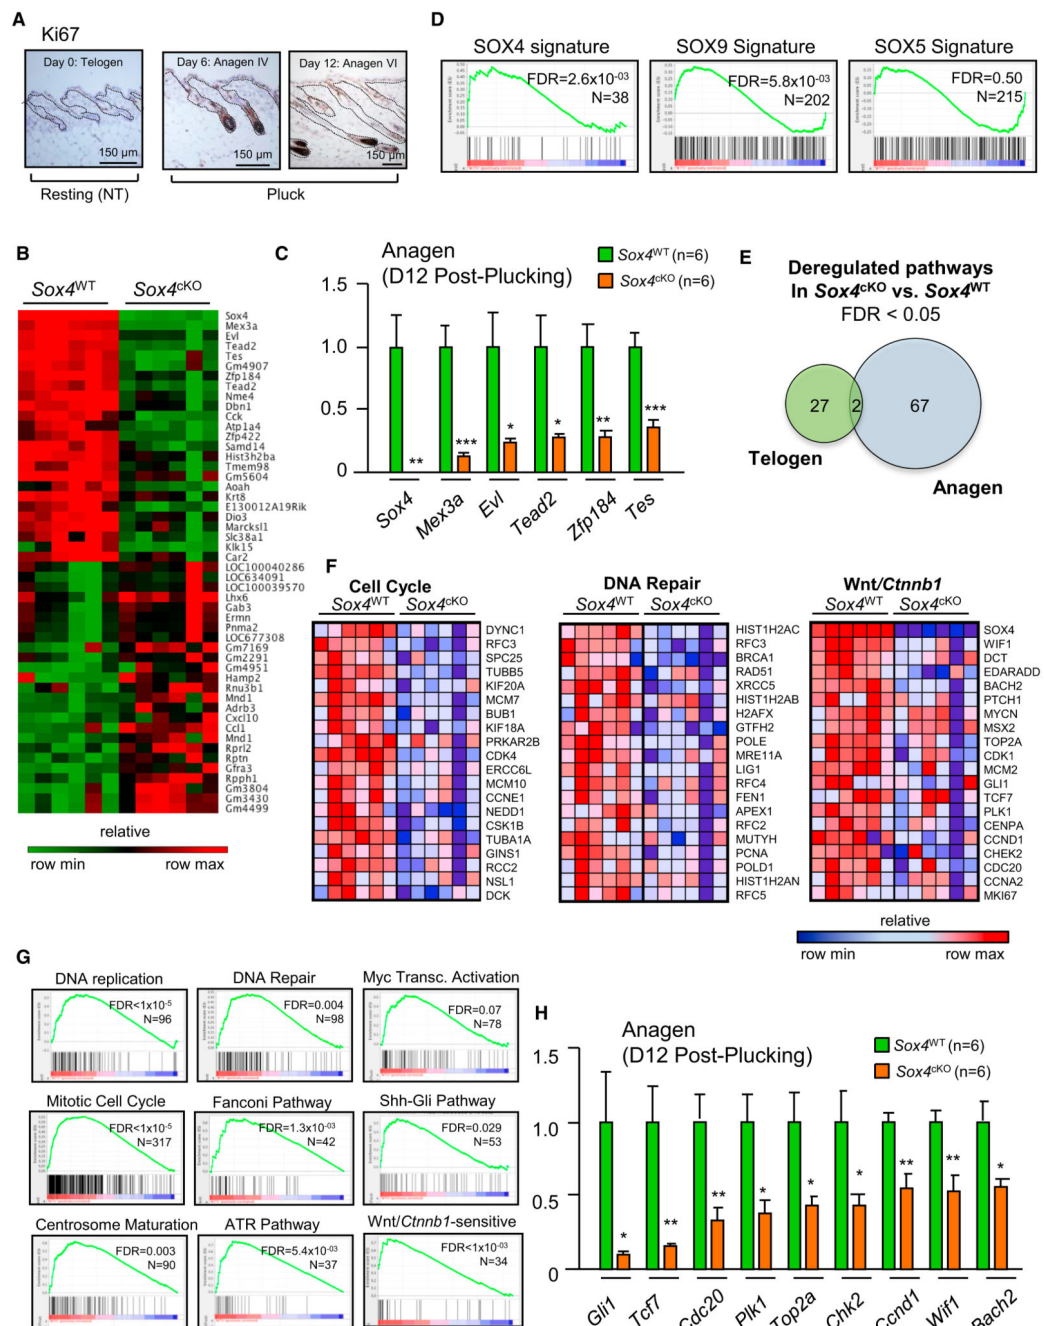 A
Ki67
Day 0: Telogen
Day 6: Anagen IV
Day 12: Anagen VI
150 µm
150 µm
150 µm
Resting (NT)
Pluck
D
SOX4 signature
SOX9 Signature
SOX5 Signature
FDR=2.6x10-03
N=38
FDR=5.8x10-03
N=202
FDR=0.50
N=215
B
Sox4WT
Sox4cKO
Sox4
Mex3a
Evl
Tead2
Tes
Gm4907
Zfp184
Tead2
Nme4
Dbn1
Cck
Atp1a4
Zfp422
Samd14
Hist3h2ba
Tmem98
Gm5604
Aoah
Krt8
E130012A19Rik
Dio3
Marcksl1
Slc38a1
Klk15
Car2
LOC100040286
LOC634091
LOC100039570
Lhx6
Gab3
Ermn
Pnma2
LOC677308
Gm7169
Gm2291
Gm4951
Hamp2
Rnu3b1
Mnd1
Adrb3
Cxcl10
Ccl1
Mnd1
Rprl2
Rptn
Gfra3
Rpph1
Gm3804
Gm3430
Gm4499
relative
row min
row max
C
Anagen
(D12 Post-Plucking)
Sox4WT (n=6)
Sox4cKO (n=6)
1.5
1.0
0.5
0
**
***
*
*
**
***
Sox4
Mex3a
Evl
Tead2
Zfp184
Tes
E
Deregulated pathways
In Sox4cKO vs. Sox4WT
FDR < 0.05
27
2
67
Telogen
Anagen
F
Cell Cycle
Sox4WT
Sox4cKO
DYNC1
RFC3
SPC25
TUBB5
KIF20A
MCM7
BUB1
KIF18A
PRKAR2B
CDK4
ERCC6L
MCM10
CCNE1
NEDD1
CSK1B
TUBA1A
GINS1
RCC2
NSL1
DCK
DNA Repair
Sox4WT
Sox4cKO
HIST1H2AC
RFC3
BRCA1
RAD51
XRCC5
HIST1H2AB
H2AFX
GTFH2
POLE
MRE11A
LIG1
RFC4
FEN1
APEX1
RFC2
MUTYH
PCNA
POLD1
HIST1H2AN
RFC5
Wnt/Ctnnb1
Sox4WT
Sox4cKO
SOX4
WIF1
DCT
EDARADD
BACH2
PTCH1
MYCN
MSX2
TOP2A
CDK1
MCM2
GLI1
TCF7
PLK1
CENPA
CCND1
CHEK2
CDC20
CCNA2
MKI67
relative
row min
row max
G
DNA replication
FDR<1x10-5
N=96
DNA Repair
FDR=0.004
N=98
Myc Transc. Activation
FDR=0.07
N=78
Mitotic Cell Cycle
FDR<1x10-5
N=317
Fanconi Pathway
FDR=1.3x10-03
N=42
Shh-Gli Pathway
FDR=0.029
N=53
Centrosome Maturation
FDR=0.003
N=90
ATR Pathway
FDR=5.4x10-03
N=37
Wnt/Ctnnb1-sensitive
FDR<1x10-03
N=34
H
Anagen
(D12 Post-Plucking)
Sox4WT (n=6)
Sox4cKO (n=6)
1.5
1.0
0.5
0
*
**
**
*
*
*
**
**
*
Gli1
Tcf7
Cdc20
Plk1
Top2a
Chk2
Ccnd1
Wif1
Bach2